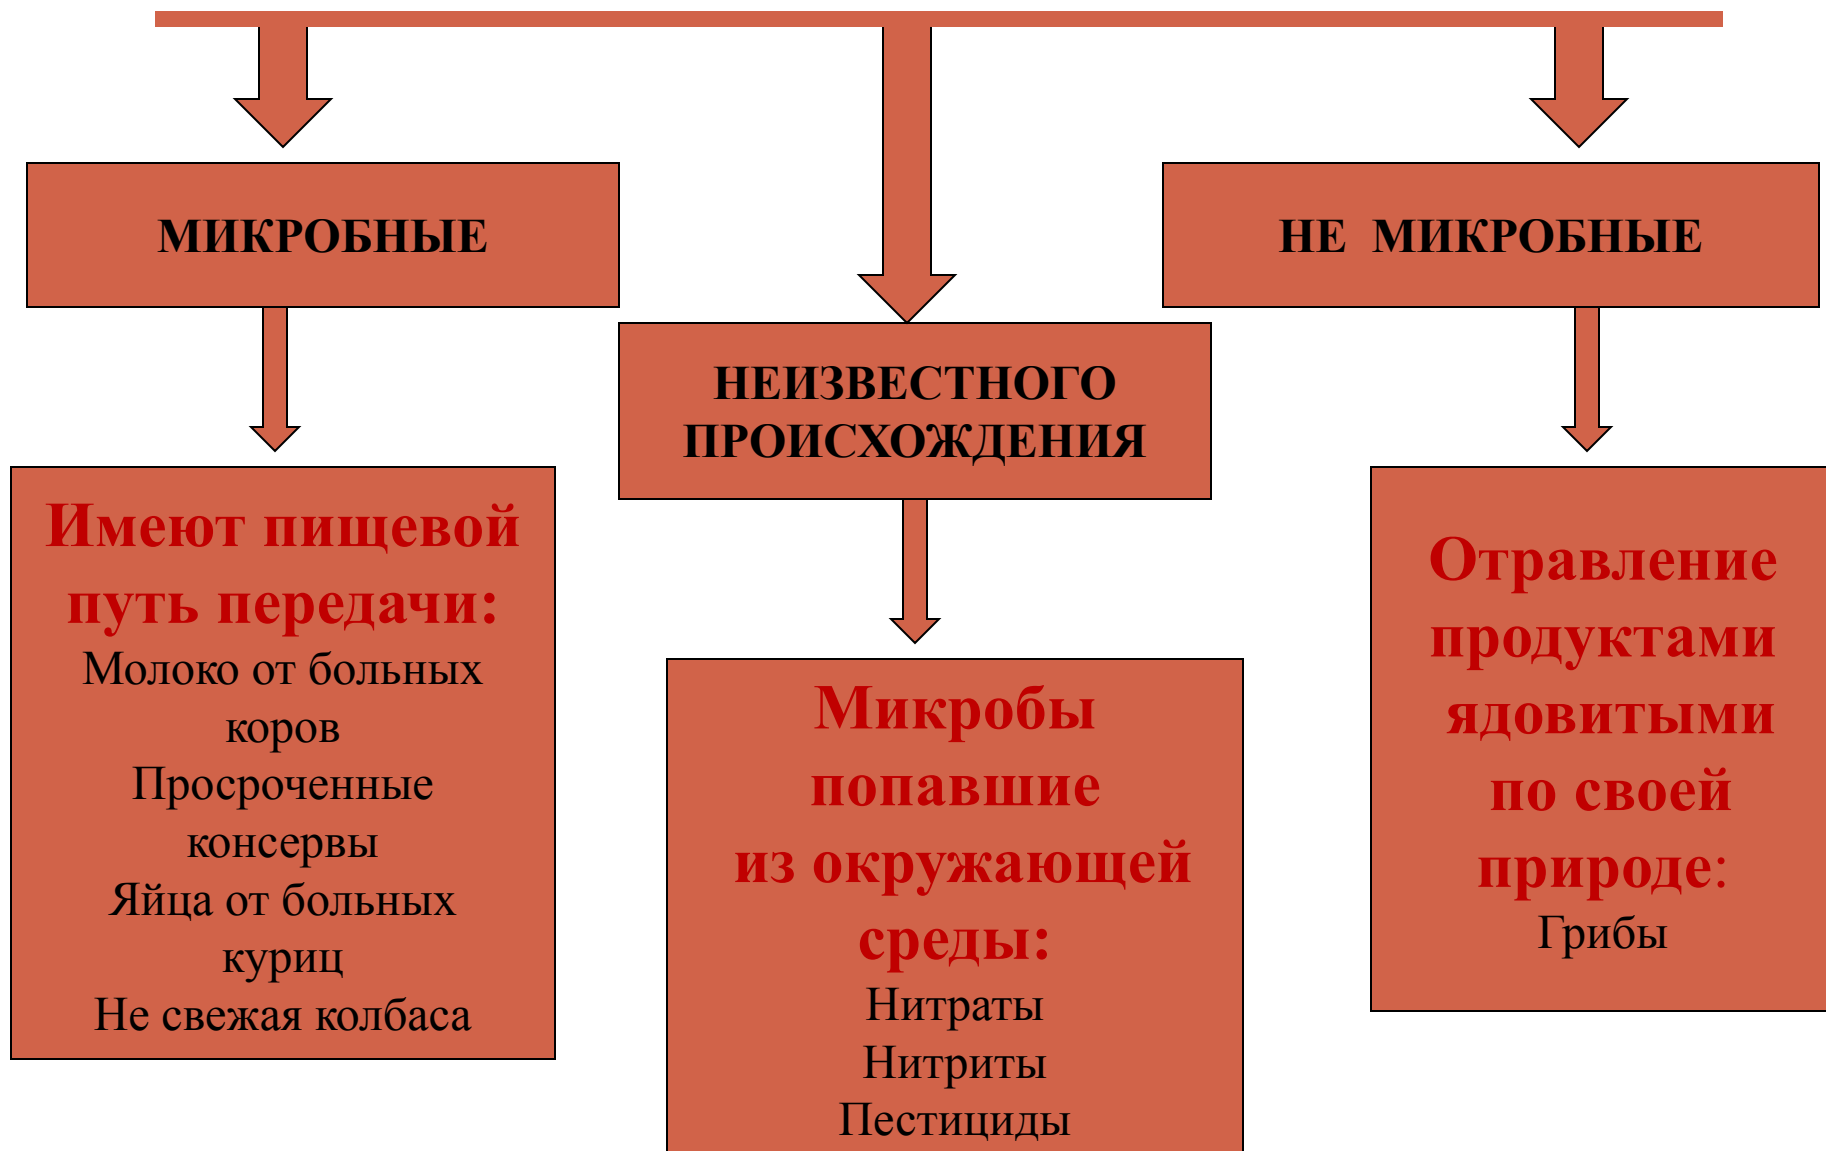 МИКРОБНЫЕ
НЕ МИКРОБНЫЕ
НЕИЗВЕСТНОГО
ПРОИСХОЖДЕНИЯ
Имеют пищевой
путь передачи:
Молоко от больных
коров
Просроченные
консервы
Яйца от больных
куриц
Не свежая колбаса
Микробы
попавшие
из окружающей
среды:
Нитраты
Нитриты
Пестициды
Отравление
продуктами
ядовитыми
по своей
природе:
Грибы